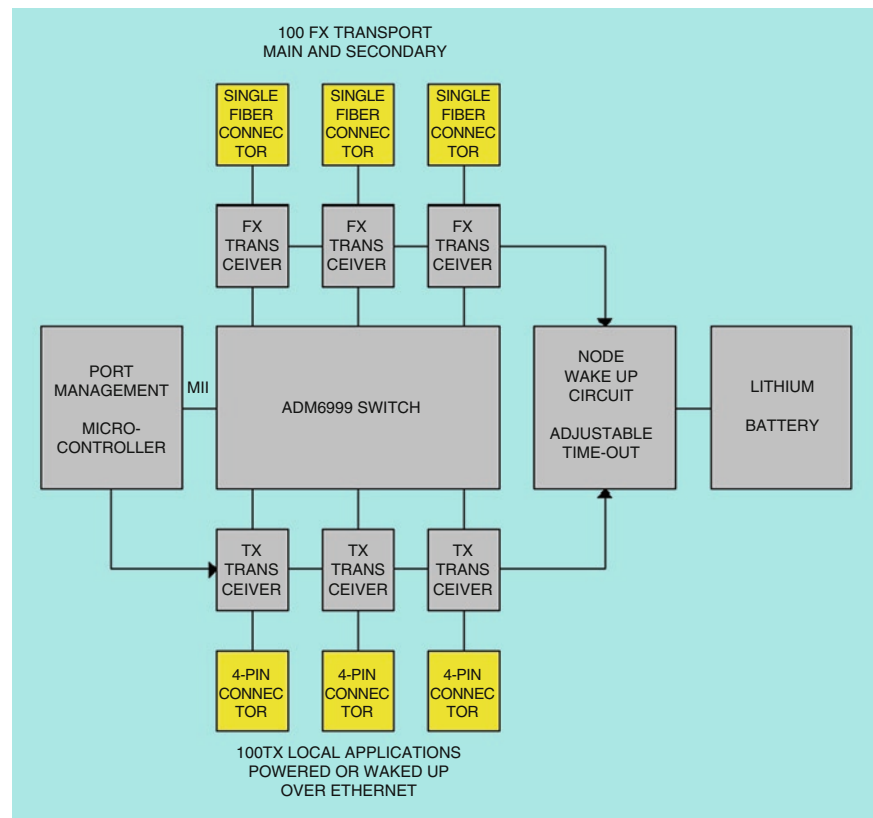 100 FX TRANSPORT
MAIN AND SECONDARY
SINGLE
FIBER
CONNEC
TOR
SINGLE
FIBER
CONNEC
TOR
SINGLE
FIBER
CONNEC
TOR
FX
TRANS
CEIVER
FX
TRANS
CEIVER
FX
TRANS
CEIVER
PORT
MANAGEMENT
MICRO-
CONTROLLER
MII
ADM6999 SWITCH
NODE
WAKE UP
CIRCUIT
ADJUSTABLE
TIME-OUT
LITHIUM
BATTERY
TX
TRANS
CEIVER
TX
TRANS
CEIVER
TX
TRANS
CEIVER
4-PIN
CONNEC
TOR
4-PIN
CONNEC
TOR
4-PIN
CONNEC
TOR
100TX LOCAL APPLICATIONS
POWERED OR WAKED UP
OVER ETHERNET